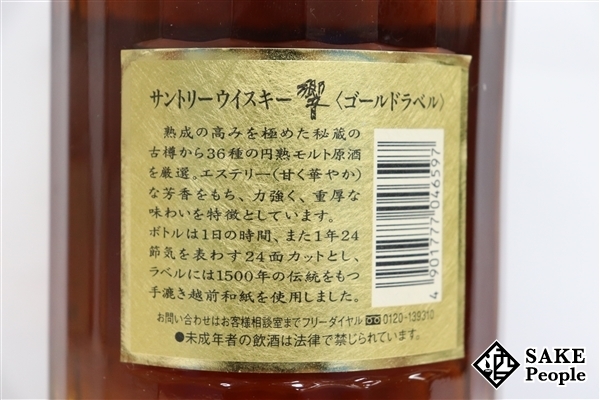 サントリーウイスキー 響〈ゴールドラベル〉
熟成の高みを極めた秘蔵の
古樽から36種の円熟モルト原酒
を厳選。エステリー(甘く華やか)
な芳香をもち、力強く、重厚な
味わいを特徴としています。
ボトルは1日の時間、また1年24
節気を表わす24面カットとし、
ラベルには1500年の伝統をもつ
手漉き越前和紙を使用しました。
お問い合わせはお客様相談室までフリーダイヤル 0120-139310
●未成年者の飲酒は法律で禁じられています。
4 901777 046597
SAKE
People